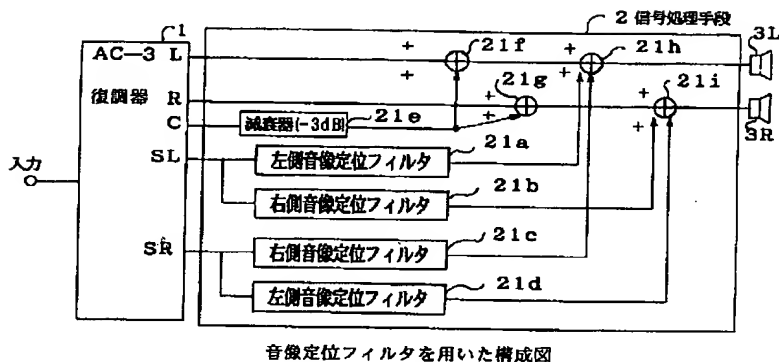 1
2 信号処理手段
3L
AC-3 L
+
+
21f
+
+
21h
復調器 R
+
+
21g
+
+
21i
3R
C
減衰器(-3dB)
21e
入力
SL
左側音像定位フィルタ
21a
右側音像定位フィルタ
21b
SR
右側音像定位フィルタ
21c
左側音像定位フィルタ
21d
音像定位フィルタを用いた構成図